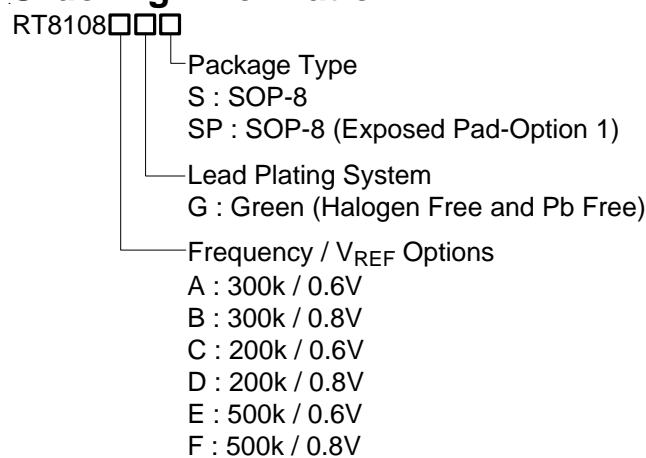 RT8108□□□
Package Type
S : SOP-8
SP : SOP-8 (Exposed Pad-Option 1)
Lead Plating System
G : Green (Halogen Free and Pb Free)
Frequency / VREF Options
A : 300k / 0.6V
B : 300k / 0.8V
C : 200k / 0.6V
D : 200k / 0.8V
E : 500k / 0.6V
F : 500k / 0.8V